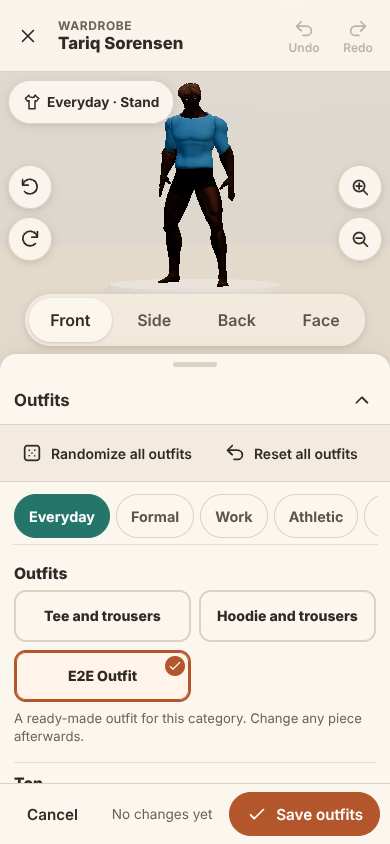 WARDROBE
Tariq Sorensen
Undo
Redo
Everyday · Stand
Front
Side
Back
Face
Outfits
Randomize all outfits
Reset all outfits
Everyday
Formal
Work
Athletic
Outfits
Tee and trousers
Hoodie and trousers
E2E Outfit
A ready-made outfit for this category. Change any piece
afterwards.
Top
Cancel
No changes yet
Save outfits